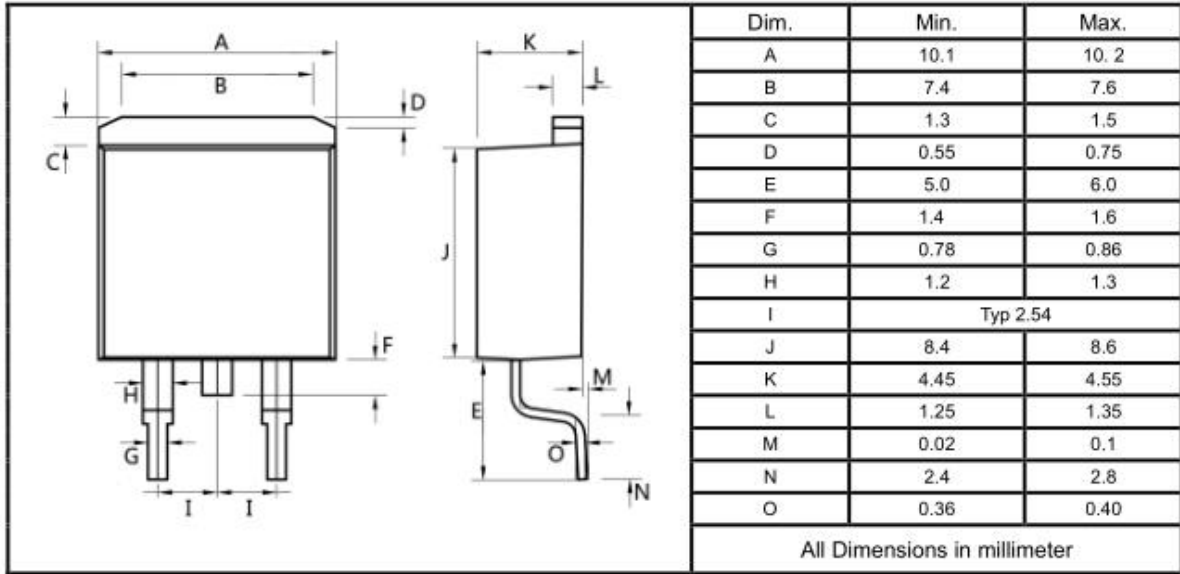 A
B
C
D
F
H
G
I I
K
L
J
E
M
O
N
Dim. Min. Max.
A 10.1 10. 2
B 7.4 7.6
C 1.3 1.5
D 0.55 0.75
E 5.0 6.0
F 1.4 1.6
G 0.78 0.86
H 1.2 1.3
I Typ 2.54
J 8.4 8.6
K 4.45 4.55
L 1.25 1.35
M 0.02 0.1
N 2.4 2.8
O 0.36 0.40
All Dimensions in millimeter